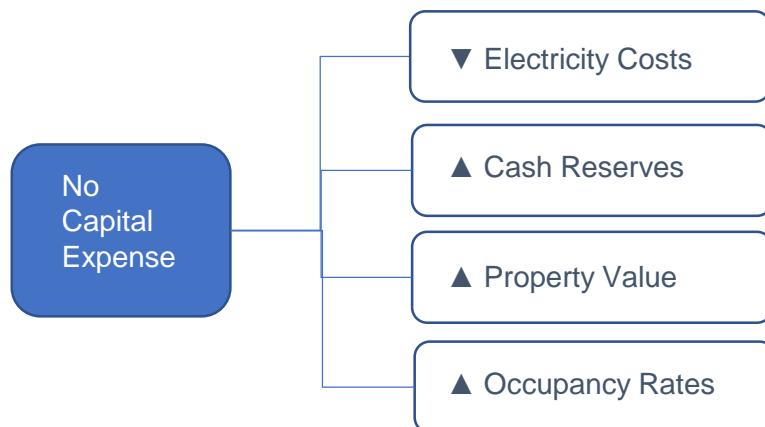 No
Capital
Expense
▼ Electricity Costs
▲ Cash Reserves
▲ Property Value
▲ Occupancy Rates